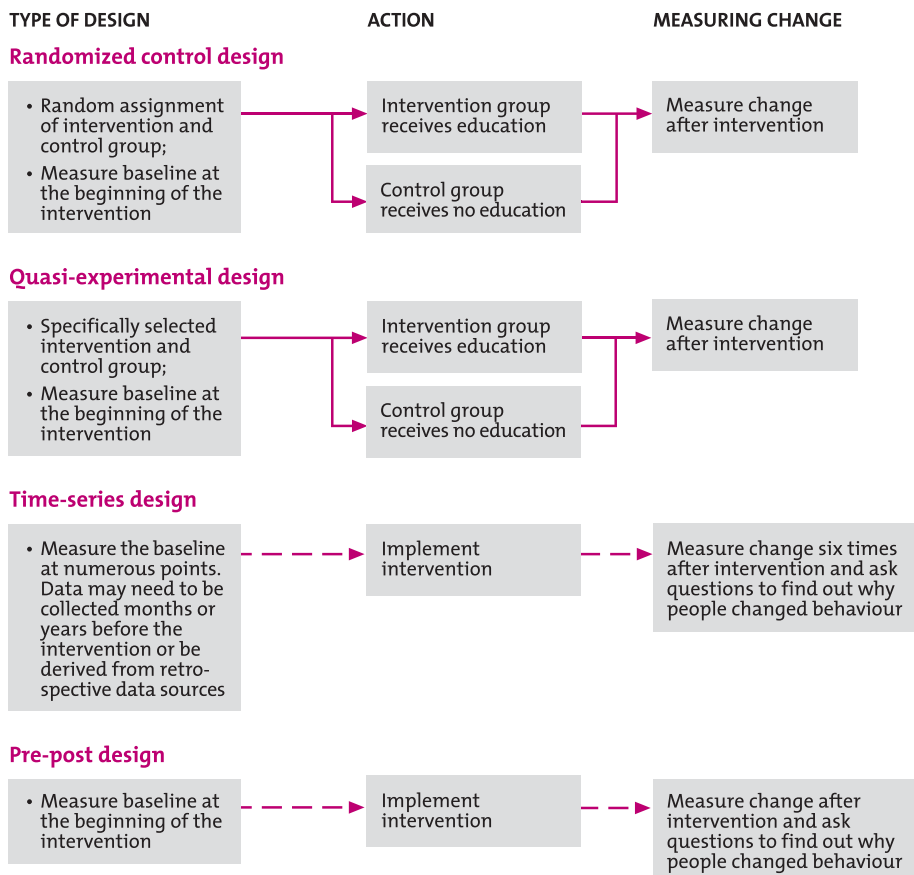 TYPE OF DESIGN
ACTION
MEASURING CHANGE
Randomized control design
• Random assignment
of intervention and
control group;
• Measure baseline at
the beginning of the
intervention
Intervention group
receives education
Control group
receives no education
Measure change
after intervention
Quasi-experimental design
• Specifically selected
intervention and
control group;
• Measure baseline at
the beginning of the
intervention
Intervention group
receives education
Control group
receives no education
Measure change
after intervention
Time-series design
• Measure the baseline
at numerous points.
Data may need to be
collected months or
years before the
intervention or be
derived from retro-
spective data sources
Implement
intervention
Measure change six times
after intervention and ask
questions to find out why
people changed behaviour
Pre-post design
• Measure baseline at
the beginning of the
intervention
Implement
intervention
Measure change after
intervention and ask
questions to find out why
people changed behaviour